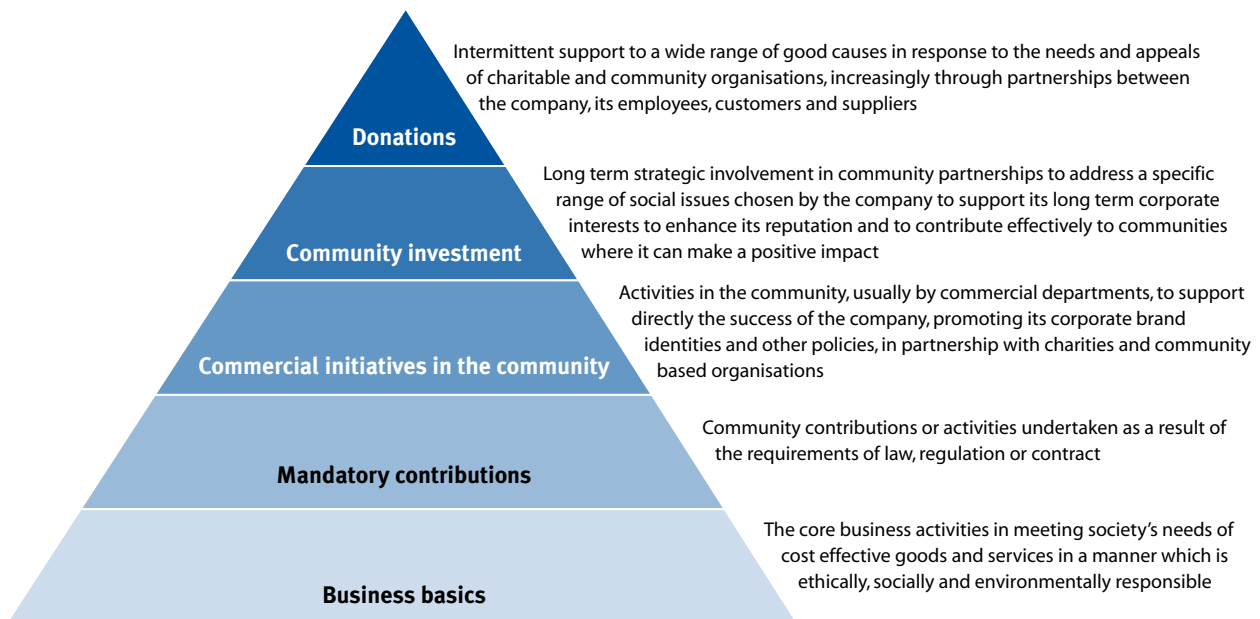 Intermittent support to a wide range of good causes in response to the needs and appeals
of charitable and community organisations, increasingly through partnerships between
the company, its employees, customers and suppliers
Donations
Long term strategic involvement in community partnerships to address a specific
range of social issues chosen by the company to support its long term corporate
interests to enhance its reputation and to contribute effectively to communities
where it can make a positive impact
Community investment
Activities in the community, usually by commercial departments, to support
directly the success of the company, promoting its corporate brand
identities and other policies, in partnership with charities and community
based organisations
Commercial initiatives in the community
Community contributions or activities undertaken as a result of
the requirements of law, regulation or contract
Mandatory contributions
The core business activities in meeting society’s needs of
cost effective goods and services in a manner which is
ethically, socially and environmentally responsible
Business basics